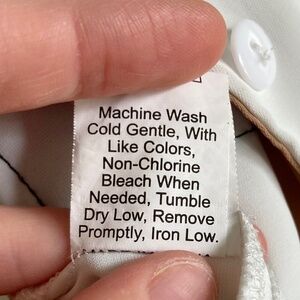 Machine Wash
Cold Gentle, With
Like Colors,
Non-Chlorine
Bleach When
Needed, Tumble
Dry Low, Remove
Promptly, Iron Low.